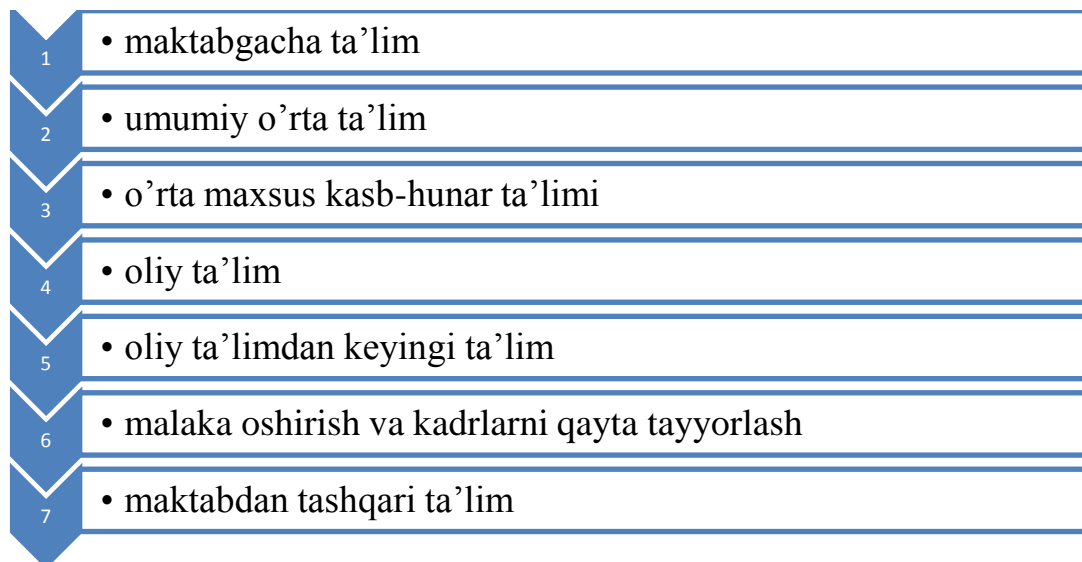 1 • maktabgacha ta’lim
2 • umumiy o’rta ta’lim
3 • o’rta maxsus kasb-hunar ta’limi
4 • oliy ta’lim
5 • oliy ta’limdan keyingi ta’lim
6 • malaka oshirish va kadrlarni qayta tayyorlash
7 • maktabdan tashqari ta’lim